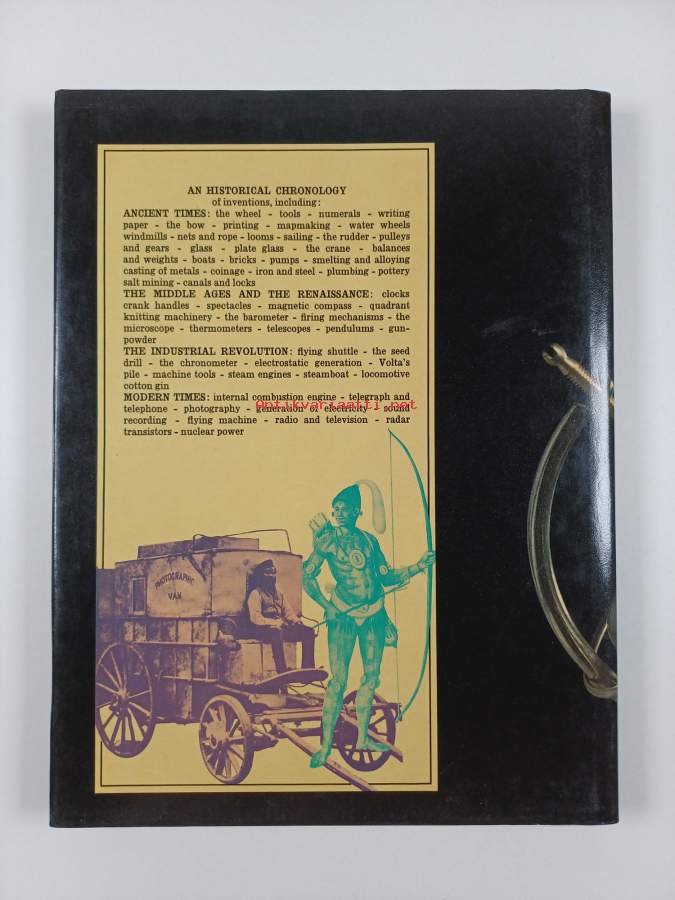 AN HISTORICAL CHRONOLOGY
of inventions, including:
ANCIENT TIMES: the wheel - tools - numerals - writing
paper - the bow - printing - mapmaking - water wheels
windmills - nets and rope - looms - sailing - the rudder - pulleys
and gears - glass - plate glass - the crane - balances
and weights - boats - bricks - pumps - smelting and alloying
casting of metals - coinage - iron and steel - plumbing - pottery
salt mining - canals and locks
THE MIDDLE AGES AND THE RENAISSANCE: clocks
crank handles - spectacles - magnetic compass - quadrant
knitting machinery - the barometer - firing mechanisms - the
microscope - thermometers - telescopes - pendulums - gun-
powder
THE INDUSTRIAL REVOLUTION: flying shuttle - the seed
drill - the chronometer - electrostatic generation - Volta's
pile - machine tools - steam engines - steamboat - locomotive
cotton gin
MODERN TIMES: internal combustion engine - telegraph and
telephone - photography - generation of electricity - sound
recording - flying machine - radio and television - radar
transistors - nuclear power
Antikvariaatti.net
PHOTOGRAPHIC
VAN